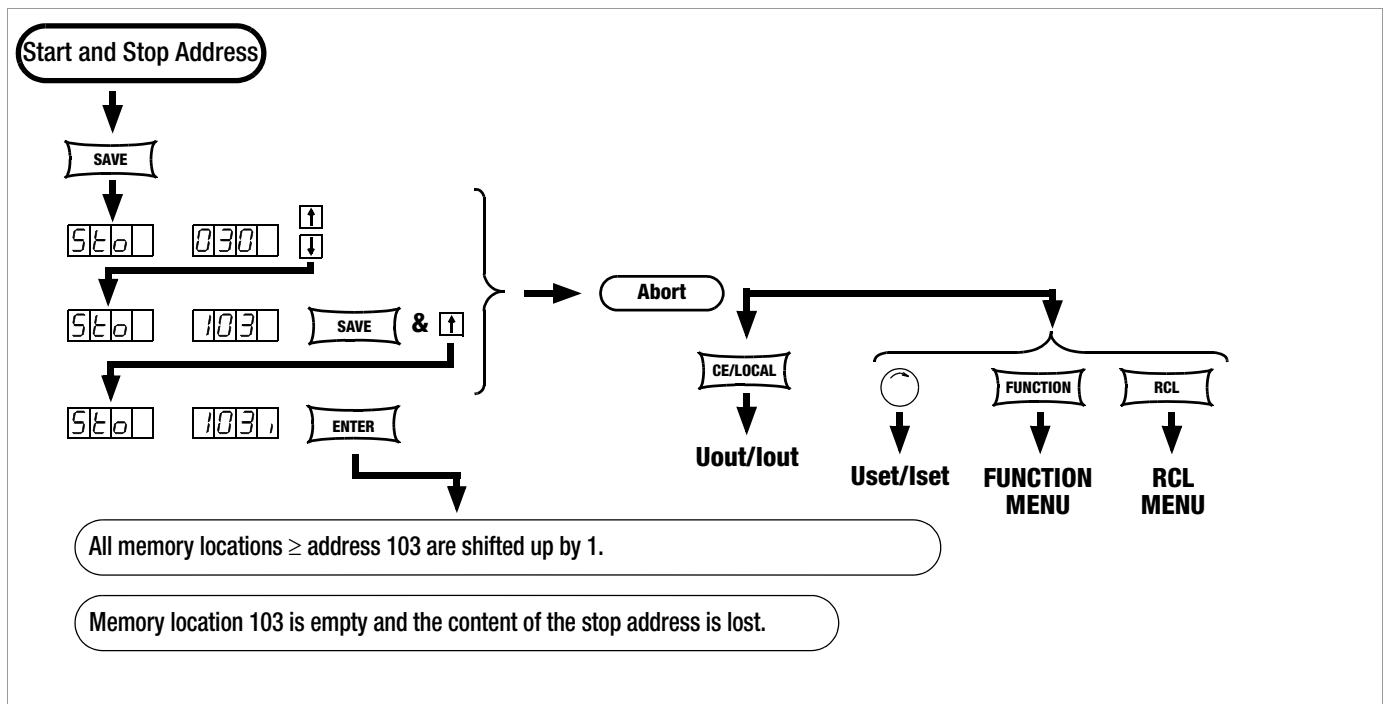 Start and Stop Address
SAVE
Sto 030 ↑
↓
Sto 103 SAVE & ↑
Sto 103, ENTER
Abort
CE/LOCAL
FUNCTION
RCL
Uout/Iout
Uset/Iset
FUNCTION
MENU
RCL
MENU
All memory locations ≥ address 103 are shifted up by 1.
Memory location 103 is empty and the content of the stop address is lost.